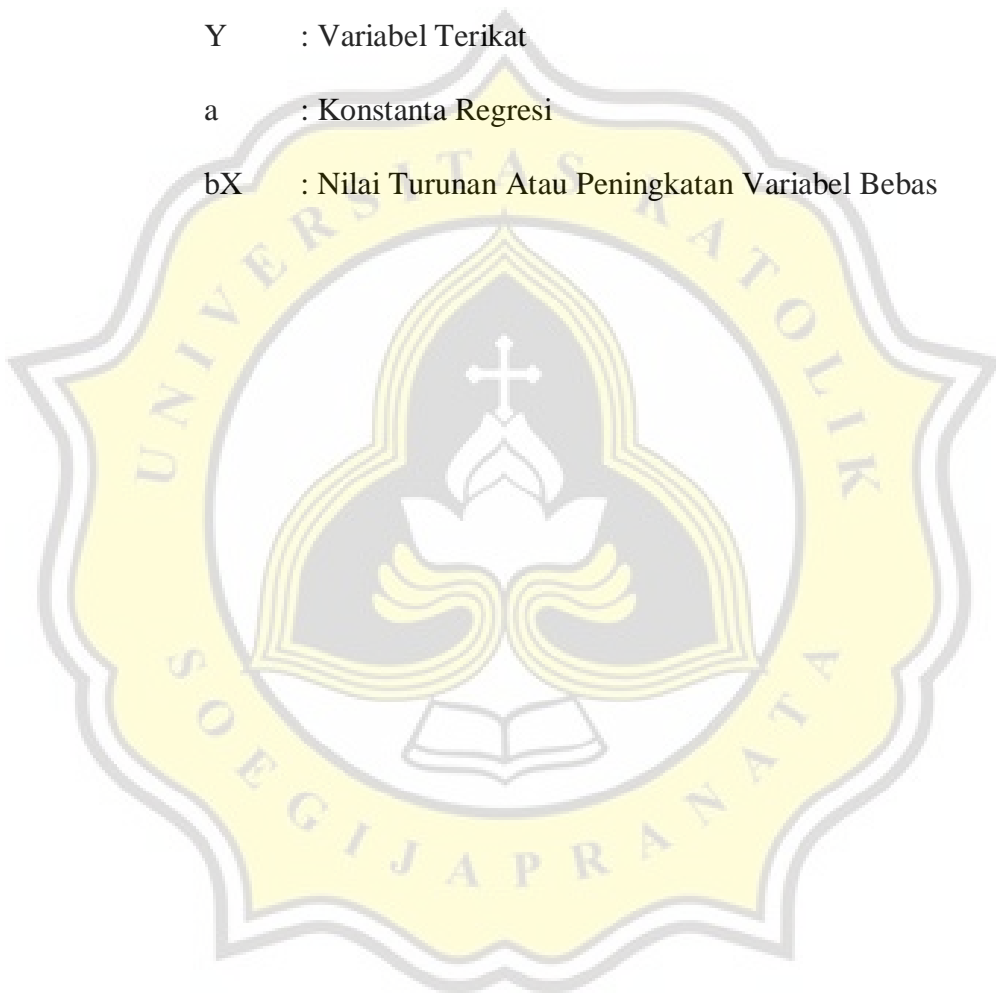 Y : Variabel Terikat
a : Konstanta Regresi
bX : Nilai Turunan Atau Peningkatan Variabel Bebas
UNIVERSITAS KATOLIK
SOEGIJAPRANATA